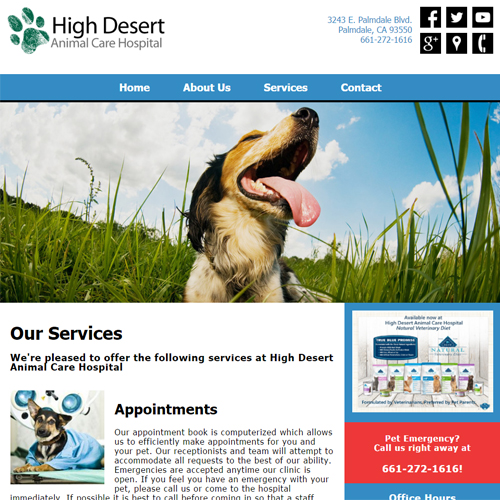 High Desert
Animal Care Hospital
3243 E. Palmdale Blvd.
Palmdale, CA 93550
661-272-1616
Home
About Us
Services
Contact
Our Services
We're pleased to offer the following services at High Desert
Animal Care Hospital
Appointments
Our appointment book is computerized which allows
us to efficiently make appointments for you and
your pet. Our receptionists and team will attempt to
accommodate all requests to the best of our ability.
Emergencies are accepted anytime our clinic is
open. If you feel you have an emergency with your
pet, please call us or come to the hospital
immediately. If possible it is best to call before coming in so that a staff
Available now at
High Desert Animal Care Hospital
Natural Veterinary Diet
TRUE BLUE PROMISE
NATURAL
Formulated by Veterinarians, Preferred By Pet Parents
Pet Emergency?
Call us right away at
661-272-1616!
Office Hours